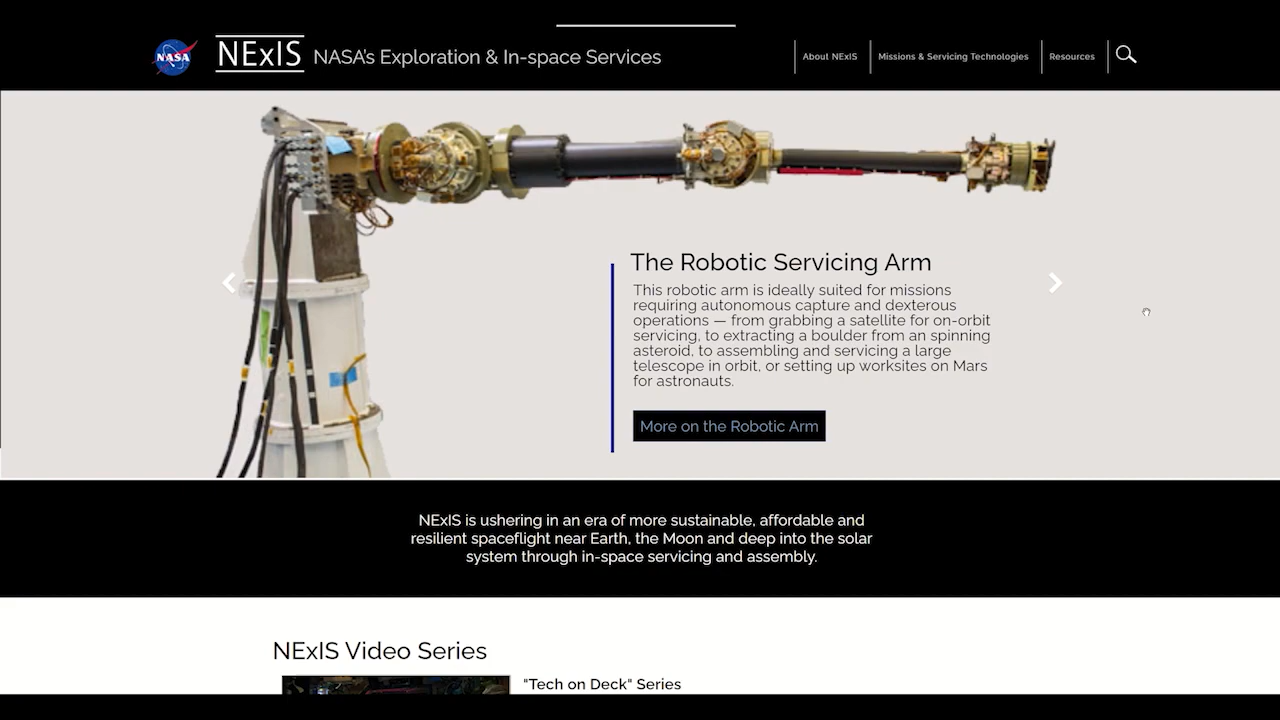 NASA
NExIS
NASA's Exploration & In-space Services
About NExIS
Missions & Servicing Technologies
Resources
The Robotic Servicing Arm
This robotic arm is ideally suited for missions
requiring autonomous capture and dexterous
operations — from grabbing a satellite for on-orbit
servicing, to extracting a boulder from an spinning
asteroid, to assembling and servicing a large
telescope in orbit, or setting up worksites on Mars
for astronauts.
More on the Robotic Arm
NExIS is ushering in an era of more sustainable, affordable and
resilient spaceflight near Earth, the Moon and deep into the solar
system through in-space servicing and assembly.
NExIS Video Series
"Tech on Deck" Series